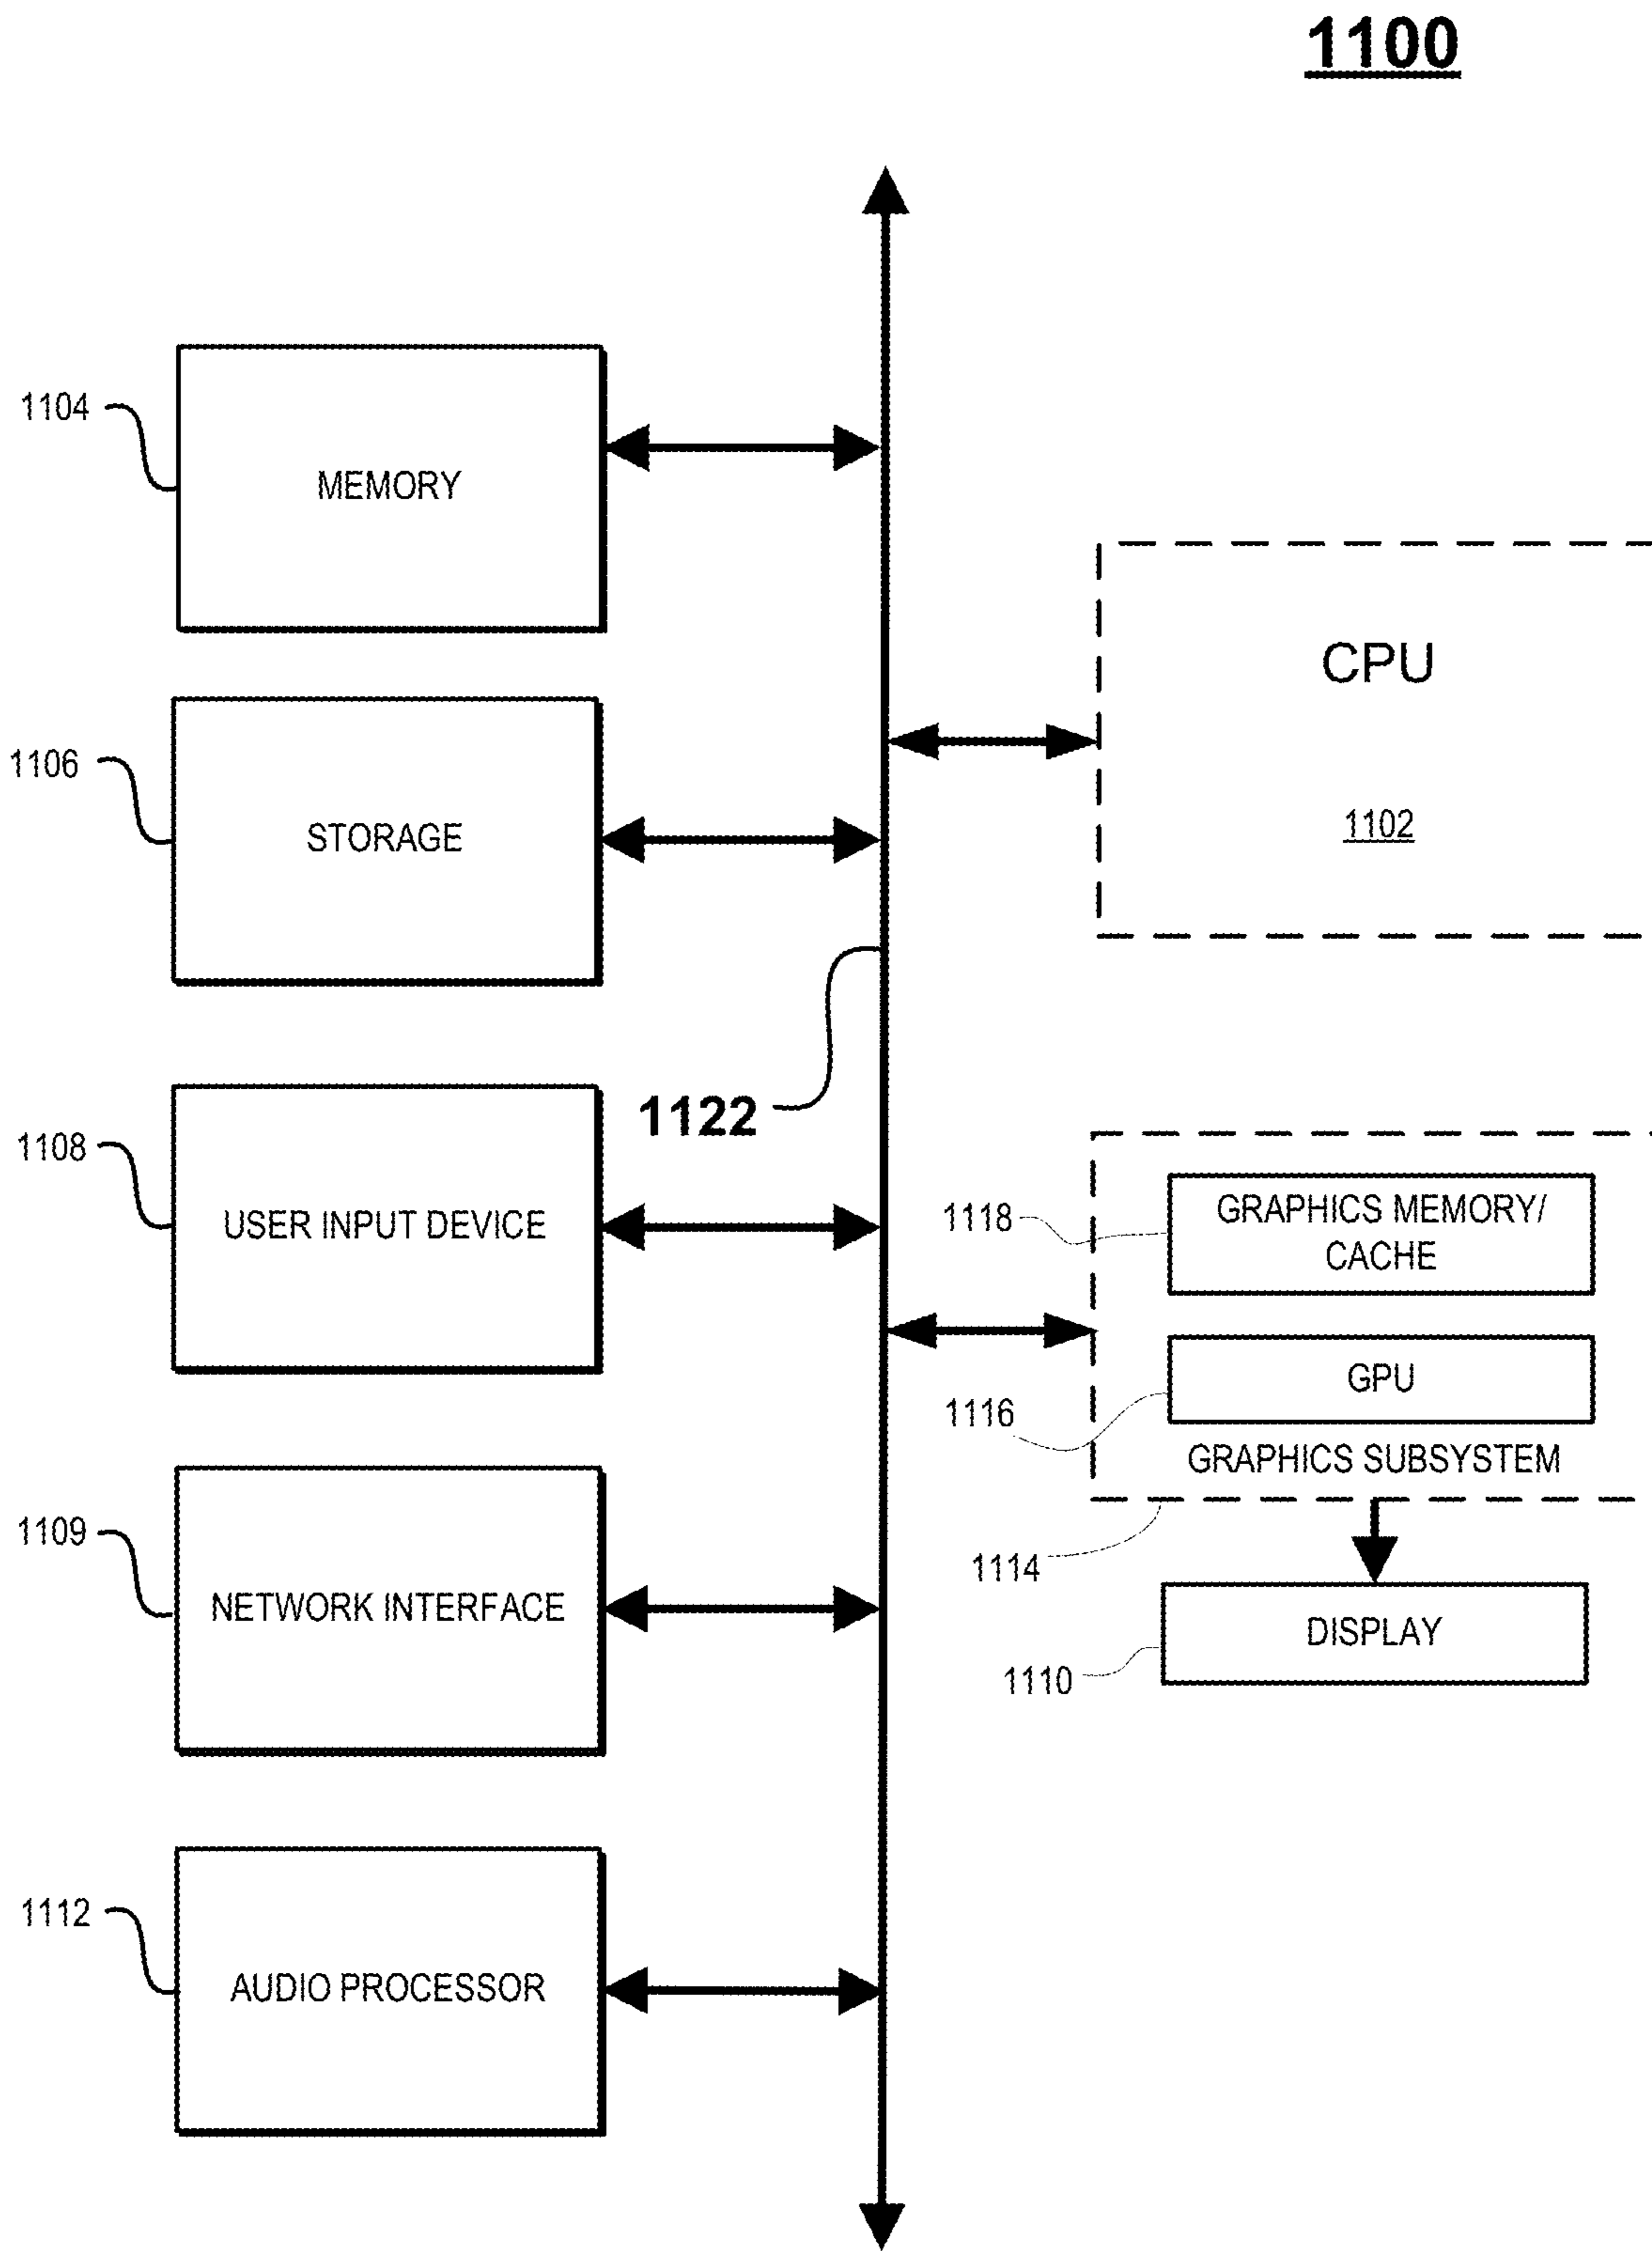 1100
1104
MEMORY
CPU
1102
1106
STORAGE
1122
1108
USER INPUT DEVICE
1118
GRAPHICS MEMORY/
CACHE
1116
GPU
GRAPHICS SUBSYSTEM
1114
1109
NETWORK INTERFACE
DISPLAY
1110
1112
AUDIO PROCESSOR